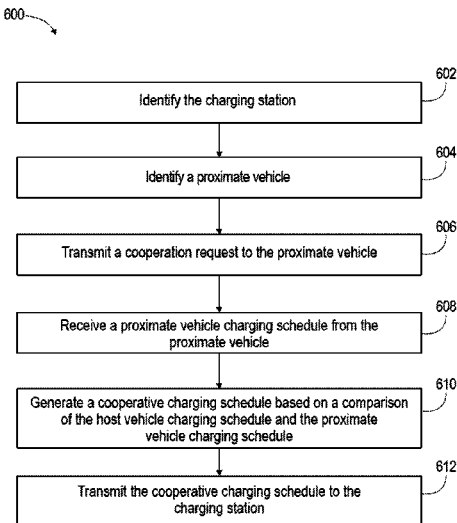 600
602
Identify the charging station
604
Identify a proximate vehicle
606
Transmit a cooperation request to the proximate vehicle
608
Receive a proximate vehicle charging schedule from the
proximate vehicle
610
Generate a cooperative charging schedule based on a comparison
of the host vehicle charging schedule and the proximate
vehicle charging schedule
612
Transmit the cooperative charging schedule to the
charging station